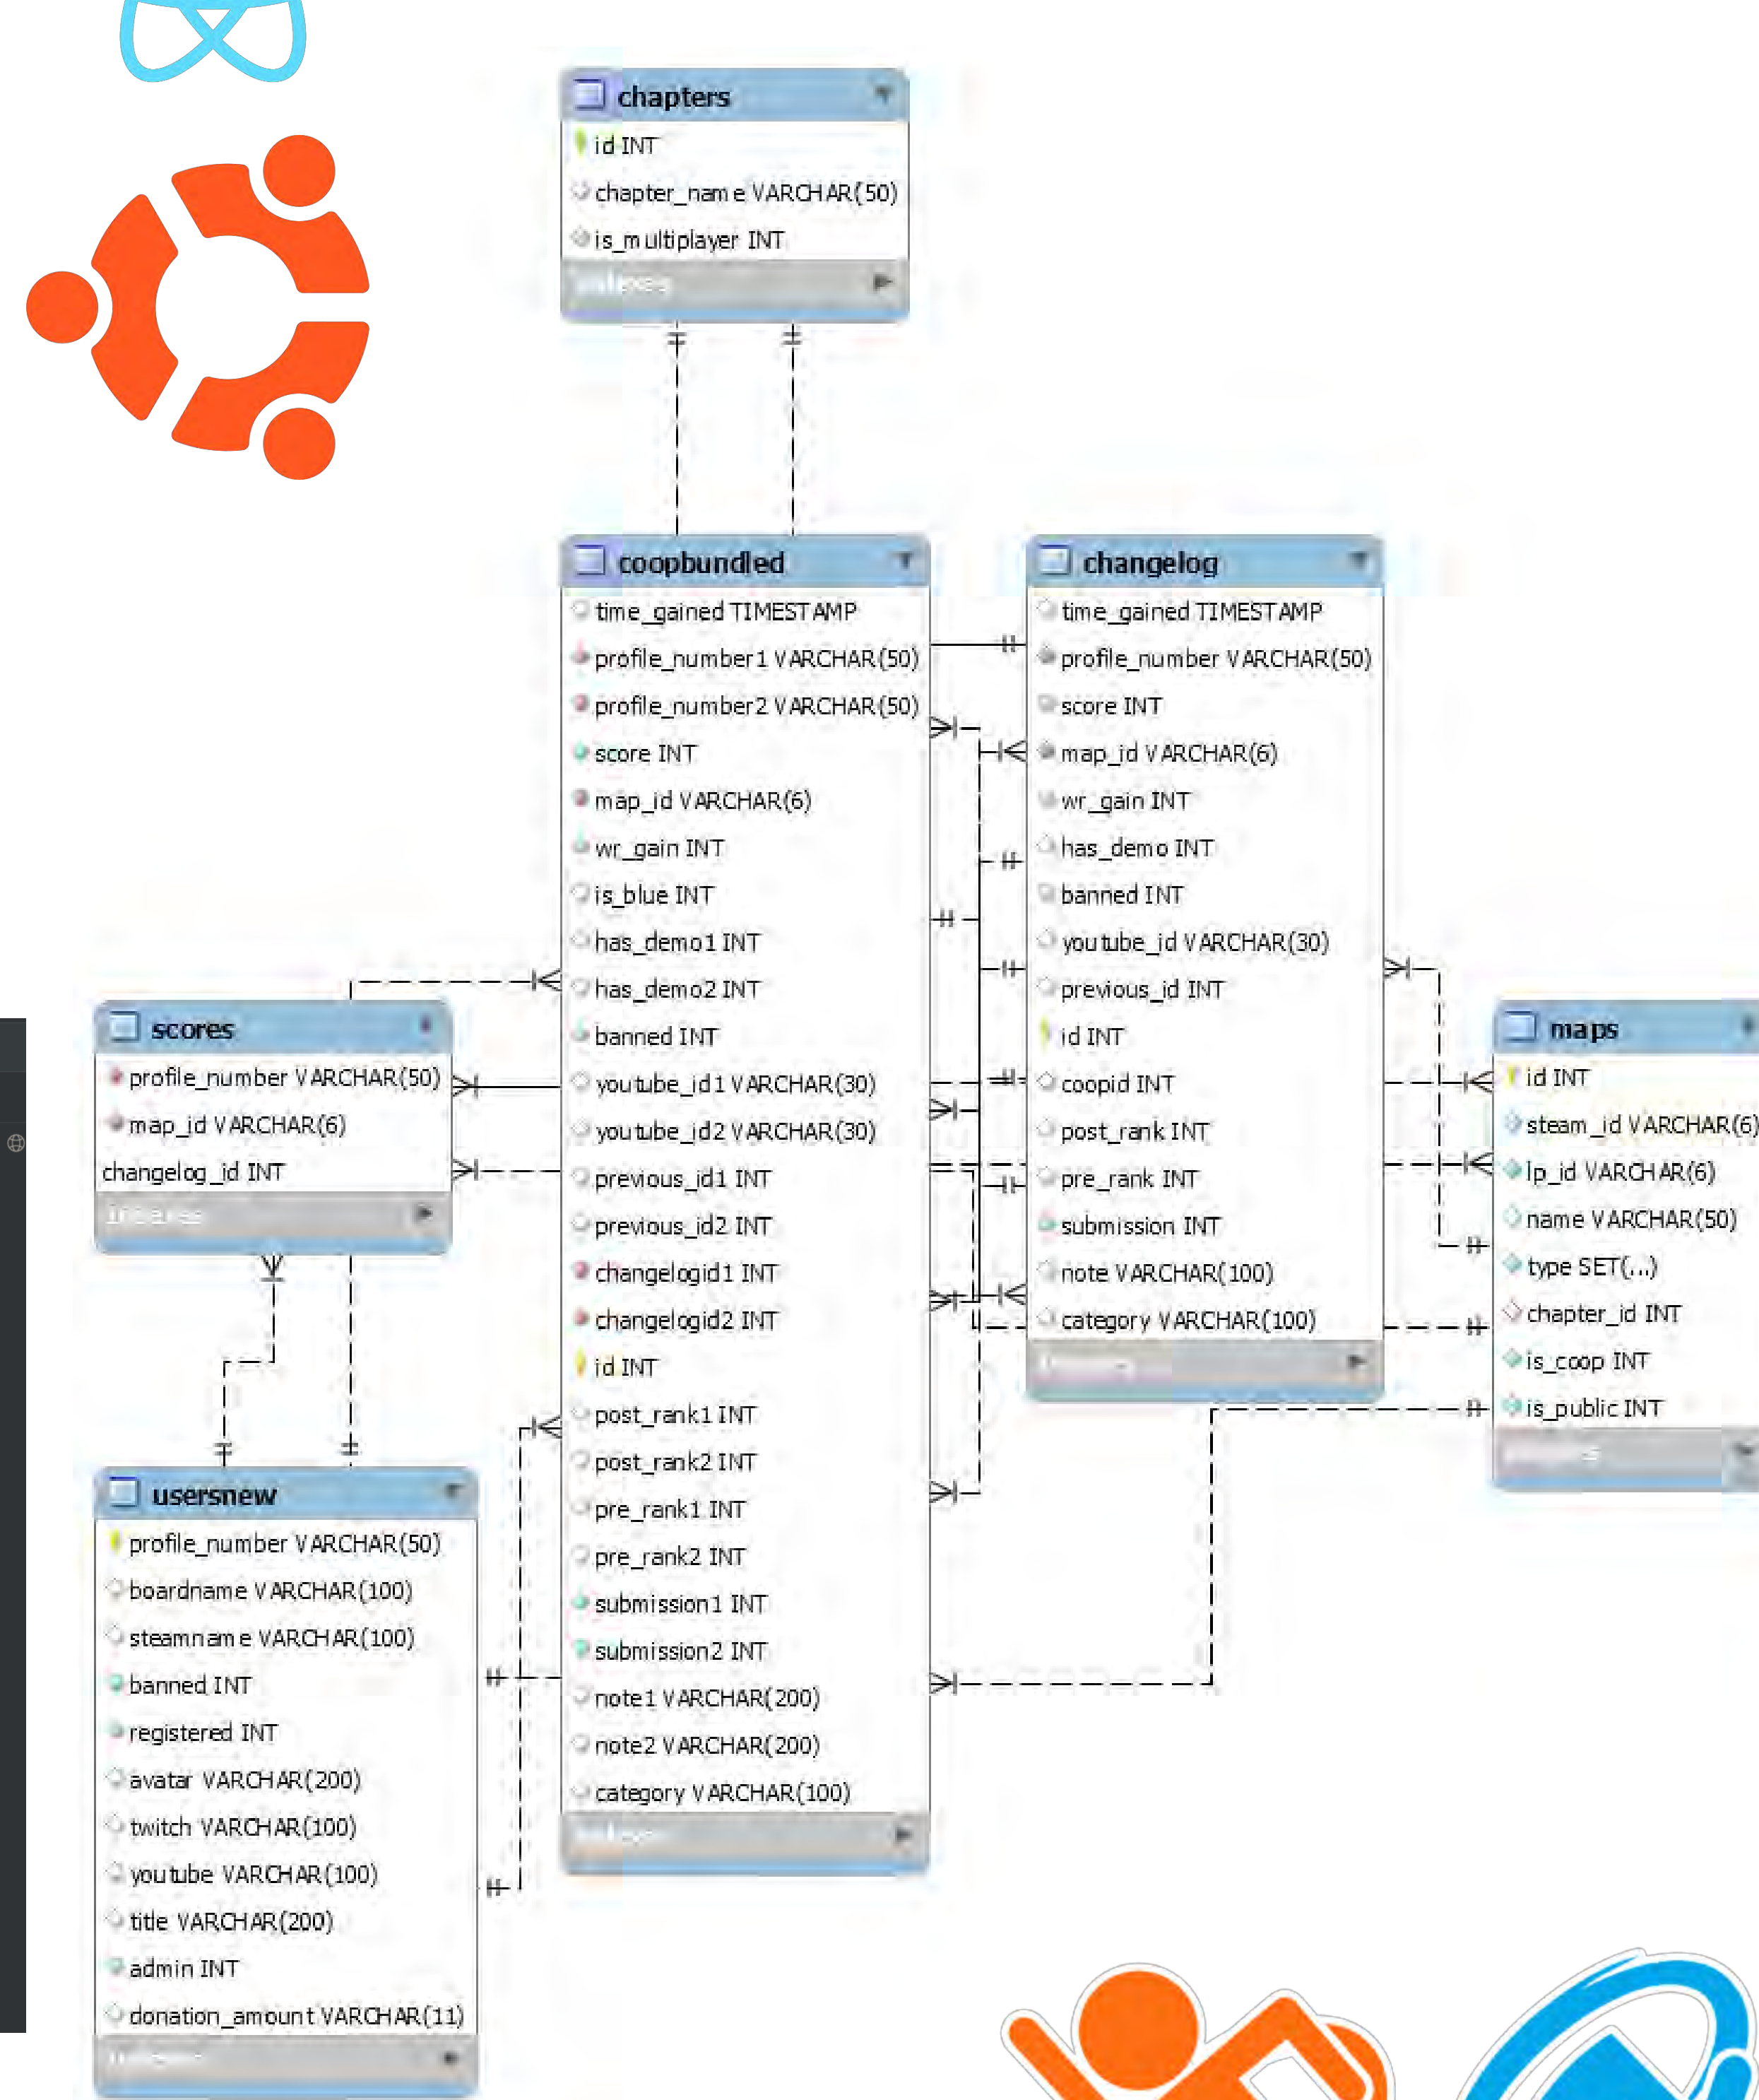 chapters
id INT
chapter_name VARCHAR(50)
is_multiplayer INT
coopbundled
time_gained TIMESTAMP
profile_number1 VARCHAR(50)
profile_number2 VARCHAR(50)
score INT
map_id VARCHAR(6)
wr_gain INT
is_blue INT
has_demo1 INT
has_demo2 INT
banned INT
youtube_id1 VARCHAR(30)
youtube_id2 VARCHAR(30)
previous_id1 INT
previous_id2 INT
changelogid1 INT
changelogid2 INT
id INT
post_rank1 INT
post_rank2 INT
pre_rank1 INT
pre_rank2 INT
submission1 INT
submission2 INT
note1 VARCHAR(200)
note2 VARCHAR(200)
category VARCHAR(100)
changelog
time_gained TIMESTAMP
profile_number VARCHAR(50)
score INT
map_id VARCHAR(6)
wr_gain INT
has_demo INT
banned INT
youtube_id VARCHAR(30)
previous_id INT
id INT
coopid INT
post_rank INT
pre_rank INT
submission INT
note VARCHAR(100)
category VARCHAR(100)
scores
profile_number VARCHAR(50)
map_id VARCHAR(6)
changelog_id INT
maps
id INT
steam_id VARCHAR(6)
lp_id VARCHAR(6)
name VARCHAR(50)
type SET(...)
chapter_id INT
is_coop INT
is_public INT
usersnew
profile_number VARCHAR(50)
boardname VARCHAR(100)
steamname VARCHAR(100)
banned INT
registered INT
avatar VARCHAR(200)
twitch VARCHAR(100)
youtube VARCHAR(100)
title VARCHAR(200)
admin INT
donation_amount VARCHAR(11)